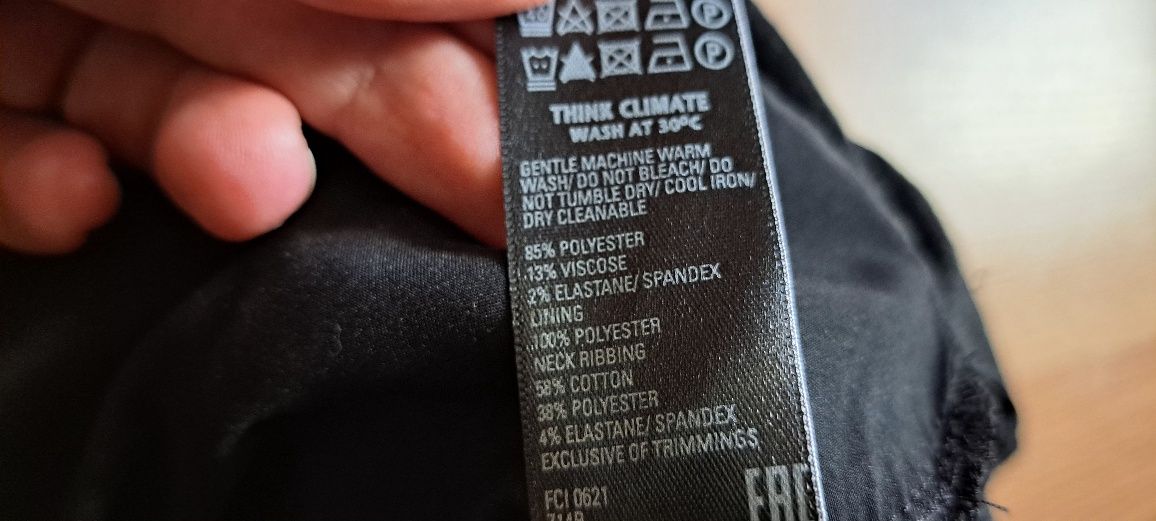 40
P
P
THINK CLIMATE
WASH AT 30ºC
GENTLE MACHINE WARM
WASH/ DO NOT BLEACH/ DO
NOT TUMBLE DRY/ COOL IRON/
DRY CLEANABLE
85% POLYESTER
13% VISCOSE
2% ELASTANE/ SPANDEX
LINING
100% POLYESTER
NECK RIBBING
58% COTTON
38% POLYESTER
4% ELASTANE/ SPANDEX
EXCLUSIVE OF TRIMMINGS
FCI 0621